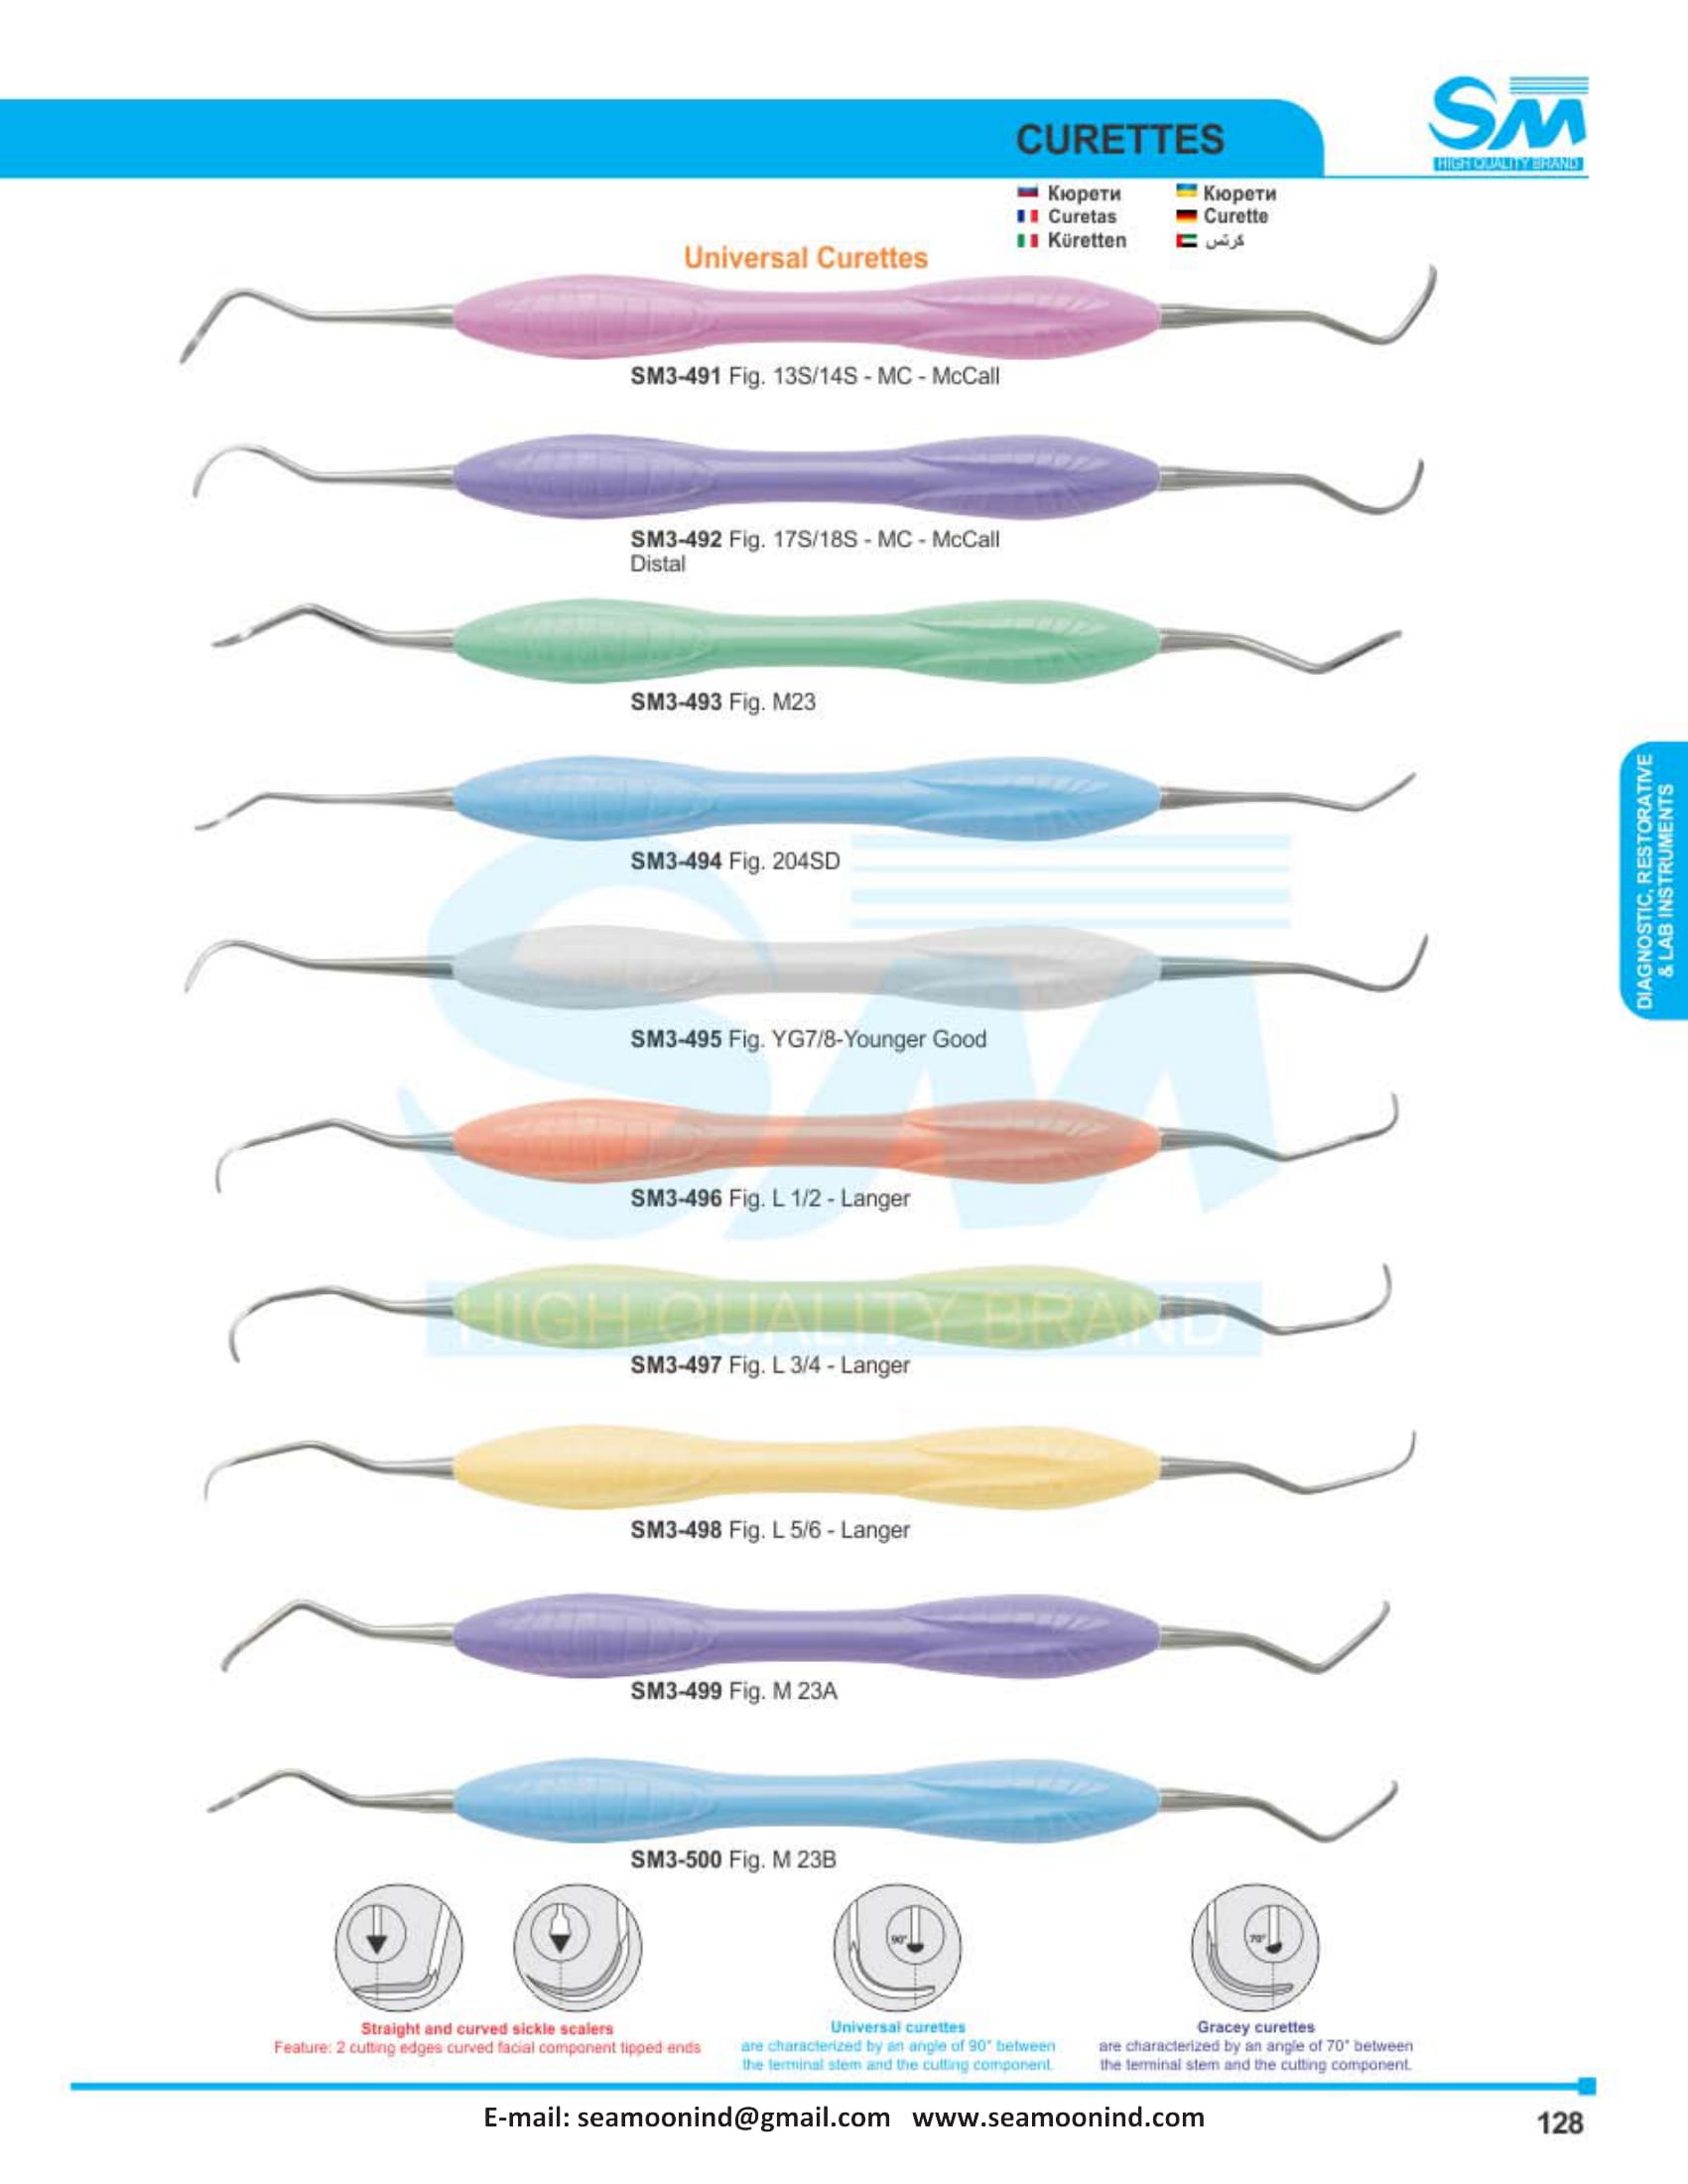 SM
HIGH QUALITY BRAND
CURETTES
Кюрети
Кюрети
Curetas
Curette
Küretten
كرتس
Universal Curettes
SM3-491 Fig. 13S/14S - MC - McCall
SM3-492 Fig. 17S/18S - MC - McCall
Distal
SM3-493 Fig. M23
SM3-494 Fig. 204SD
SM3-495 Fig. YG7/8-Younger Good
SM3-496 Fig. L 1/2 - Langer
SM3-497 Fig. L 3/4 - Langer
SM3-498 Fig. L 5/6 - Langer
SM3-499 Fig. M 23A
SM3-500 Fig. M 23B
DIAGNOSTIC, RESTORATIVE
& LAB INSTRUMENTS
SM
HIGH QUALITY BRAND
90°
70°
Straight and curved sickle scalers
Feature: 2 cutting edges curved facial component tipped ends
Universal curettes
are characterized by an angle of 90° between
the terminal stem and the cutting component.
Gracey curettes
are characterized by an angle of 70° between
the terminal stem and the cutting component.
E-mail: seamoonind@gmail.com www.seamoonind.com
128